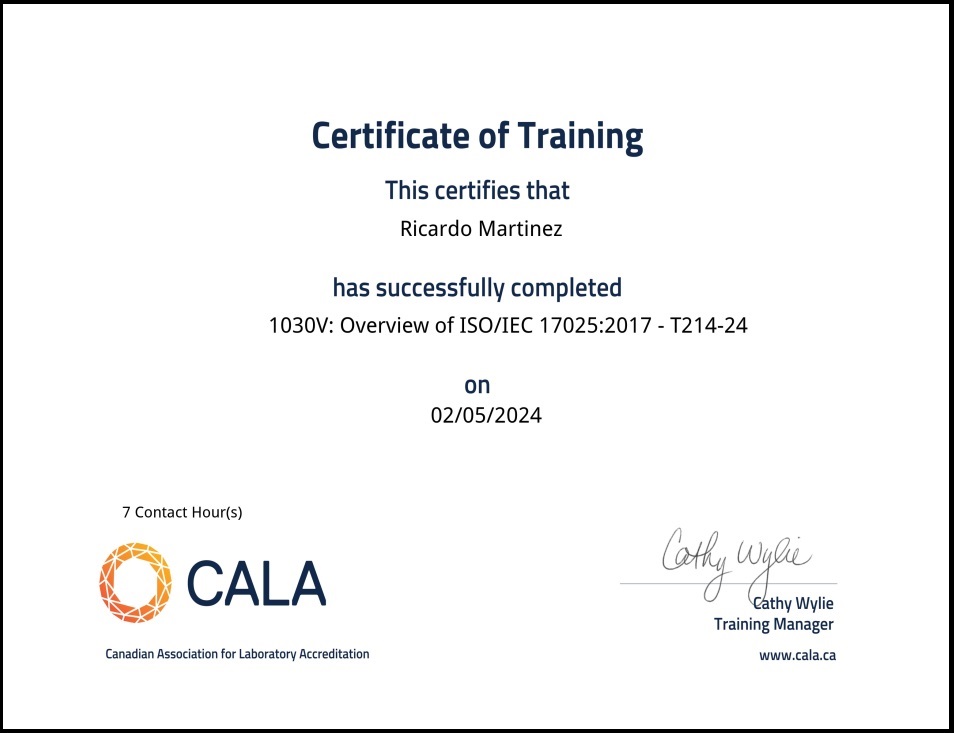 Certificate of Training
This certifies that
Ricardo Martinez
has successfully completed
1030V: Overview of ISO/IEC 17025:2017 - T214-24
on
02/05/2024
7 Contact Hour(s)
CALA
Canadian Association for Laboratory Accreditation
Cathy Wylie
Cathy Wylie
Training Manager
www.cala.ca